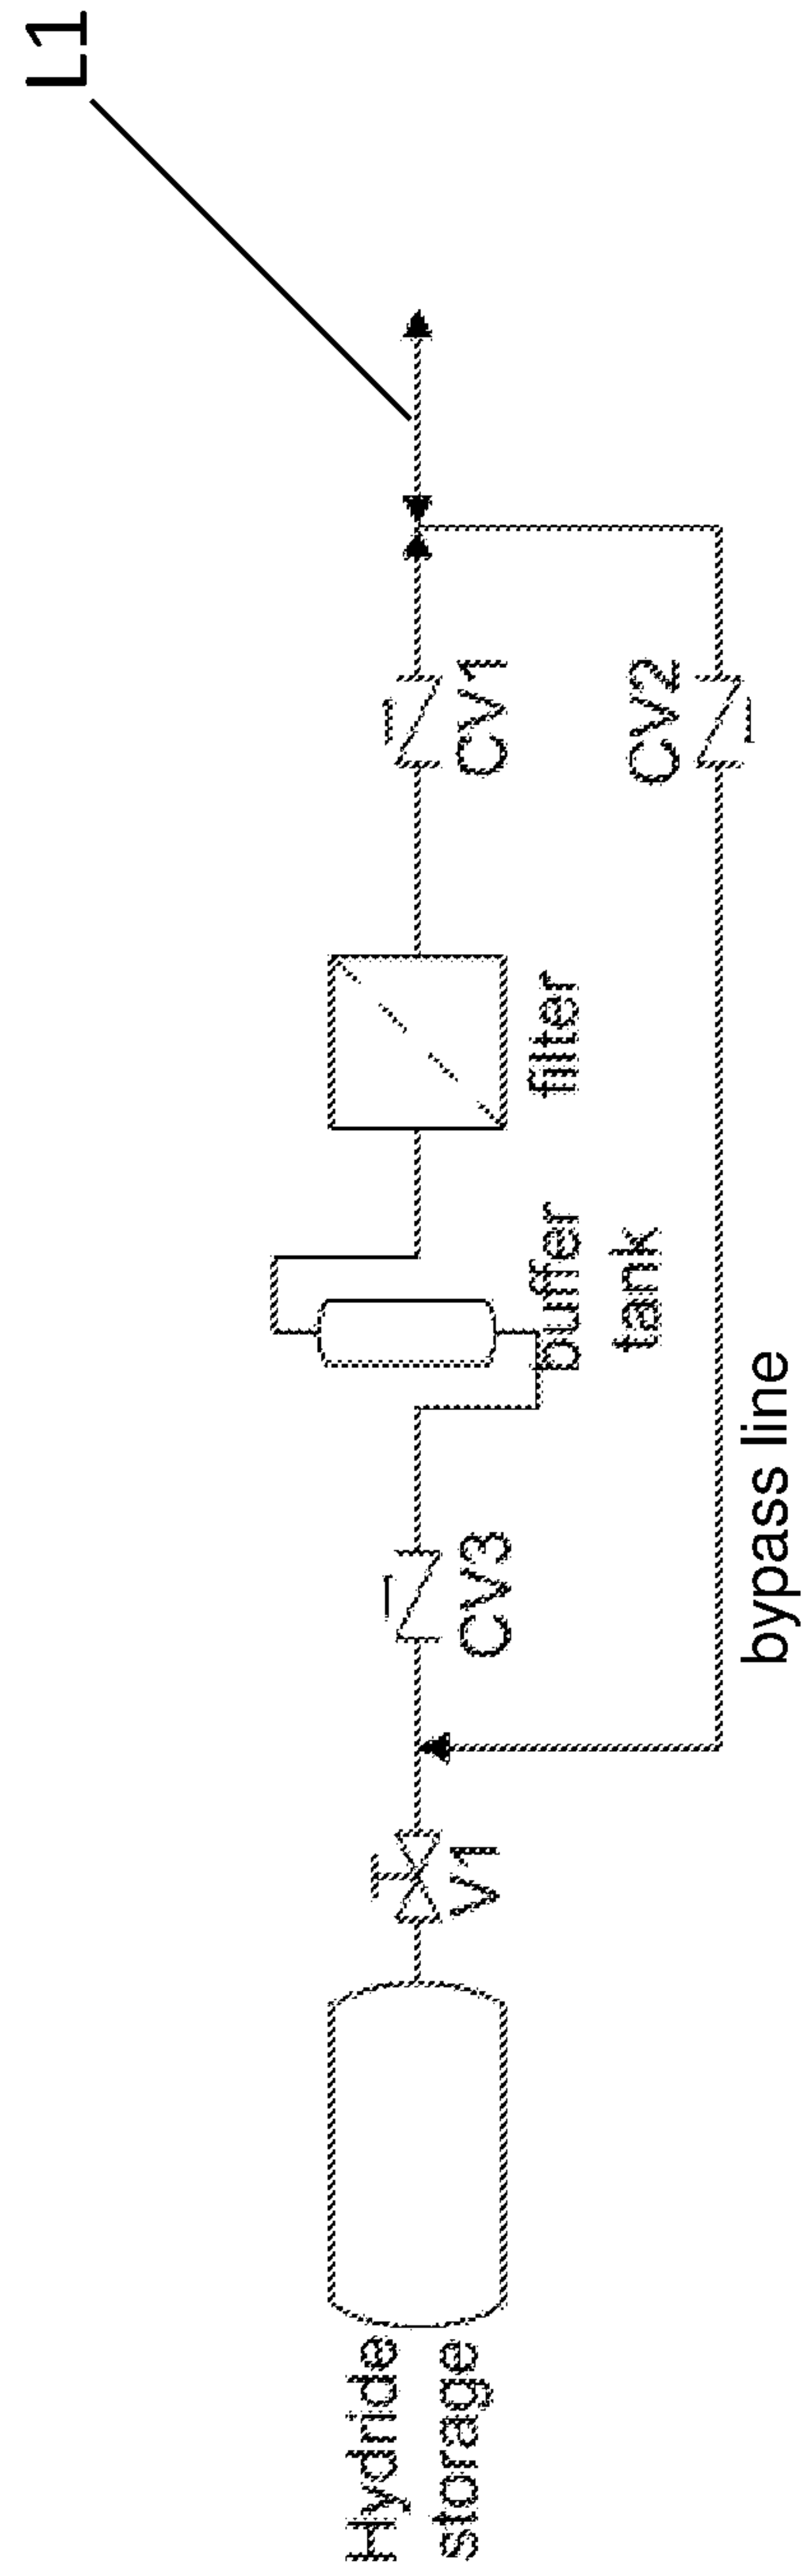 Hydride
storage
V1
CV3
buffer
tank
filter
CV1
CV2
bypass line
L1